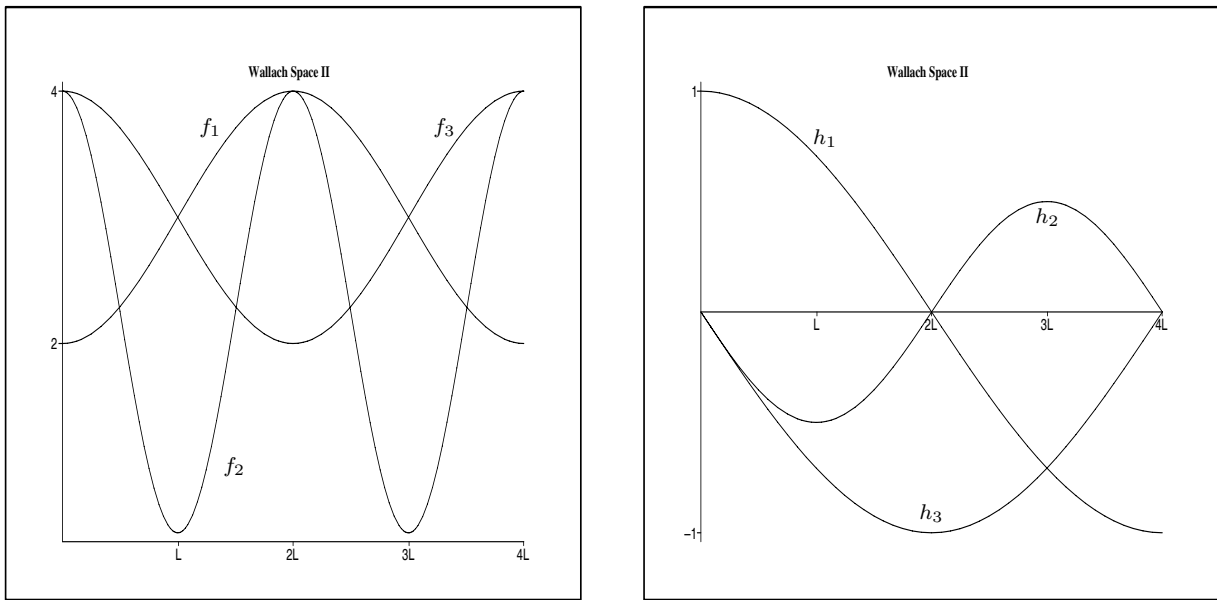 Wallach Space II
4
f₁
f₃
2
f₂
L
2L
3L
4L
Wallach Space II
1
h₁
h₂
L
2L
3L
4L
h₃
−1